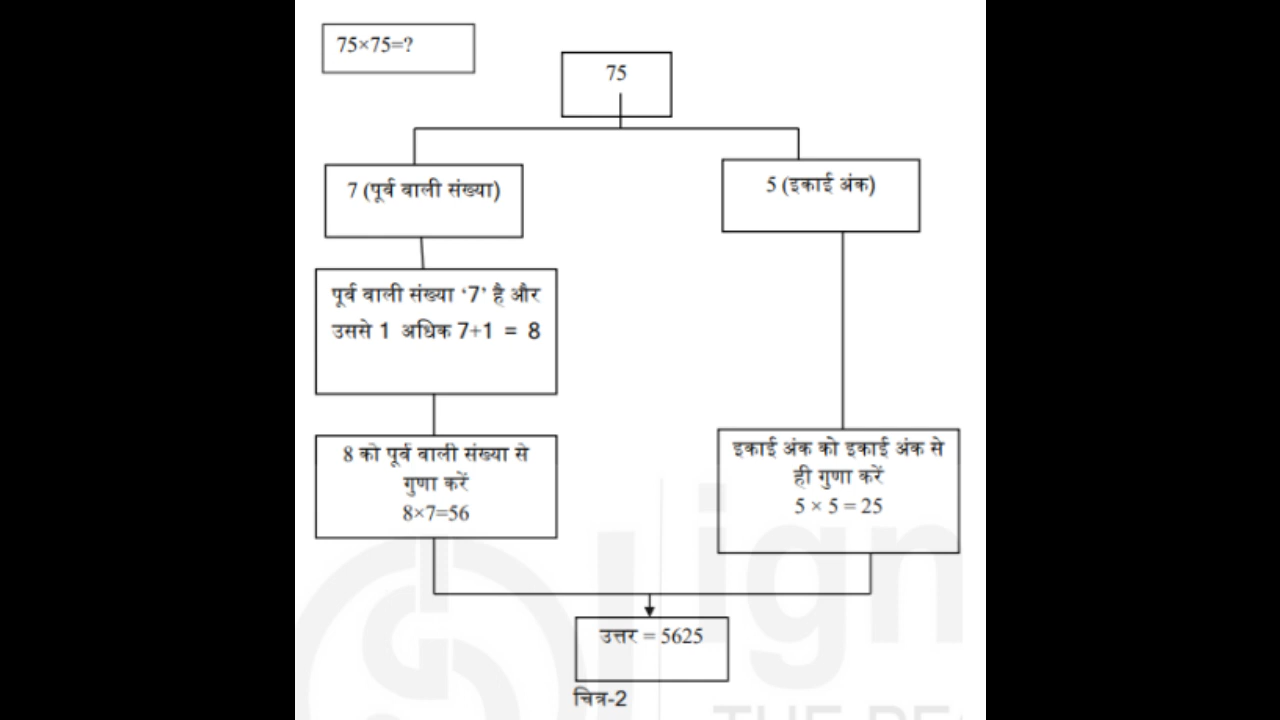 75×75=?
75
7 (पूर्व वाली संख्या)
5 (इकाई अंक)
पूर्व वाली संख्या ‘7’ है और
उससे 1 अधिक 7+1 = 8
8 को पूर्व वाली संख्या से
गुणा करें
8×7=56
इकाई अंक को इकाई अंक से
ही गुणा करें
5 × 5 = 25
उत्तर = 5625
चित्र-2
ign